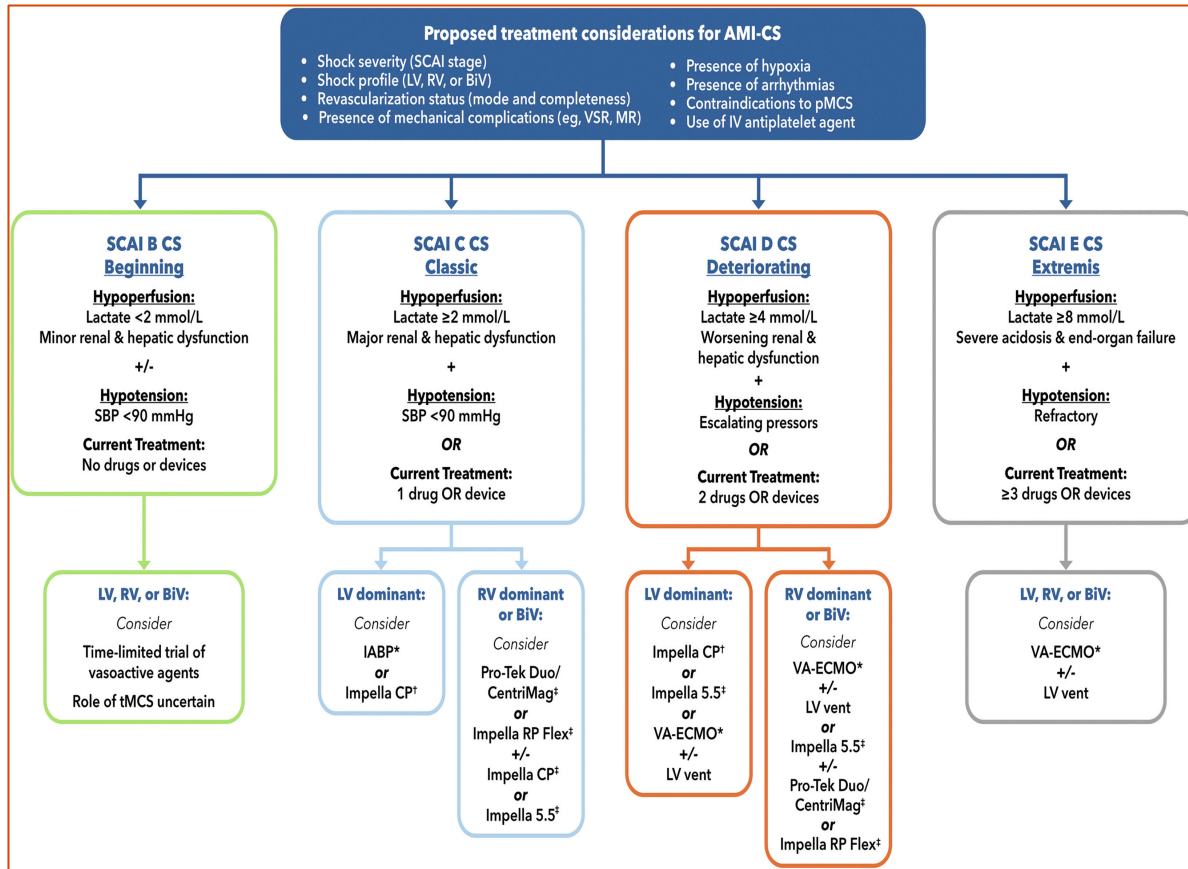 Proposed treatment considerations for AMI-CS
• Shock severity (SCAI stage)
• Shock profile (LV, RV, or BiV)
• Revascularization status (mode and completeness)
• Presence of mechanical complications (eg, VSR, MR)
• Presence of hypoxia
• Presence of arrhythmias
• Contraindications to pMCS
• Use of IV antiplatelet agent
SCAI B CS
Beginning
Hypoperfusion:
Lactate <2 mmol/L
Minor renal & hepatic dysfunction
+/-
Hypotension:
SBP <90 mmHg
Current Treatment:
No drugs or devices
LV, RV, or BiV:
Consider
Time-limited trial of
vasoactive agents
Role of tMCS uncertain
SCAI C CS
Classic
Hypoperfusion:
Lactate ≥2 mmol/L
Major renal & hepatic dysfunction
+
Hypotension:
SBP <90 mmHg
OR
Current Treatment:
1 drug OR device
LV dominant:
Consider
IABP*
or
Impella CP†
RV dominant
or BiV:
Consider
Pro-Tek Duo/
CentriMag‡
or
Impella RP Flex‡
+/-
Impella CP‡
or
Impella 5.5‡
SCAI D CS
Deteriorating
Hypoperfusion:
Lactate ≥4 mmol/L
Worsening renal &
hepatic dysfunction
+
Hypotension:
Escalating pressors
OR
Current Treatment:
2 drugs OR devices
LV dominant:
Consider
Impella CP†
or
Impella 5.5‡
or
VA-ECMO*
+/-
LV vent
RV dominant
or BiV:
Consider
VA-ECMO*
+/-
LV vent
or
Impella 5.5‡
+/-
Pro-Tek Duo/
CentriMag‡
or
Impella RP Flex‡
SCAI E CS
Extremis
Hypoperfusion:
Lactate ≥8 mmol/L
Severe acidosis & end-organ failure
+
Hypotension:
Refractory
OR
Current Treatment:
≥3 drugs OR devices
LV, RV, or BiV:
Consider
VA-ECMO*
+/-
LV vent